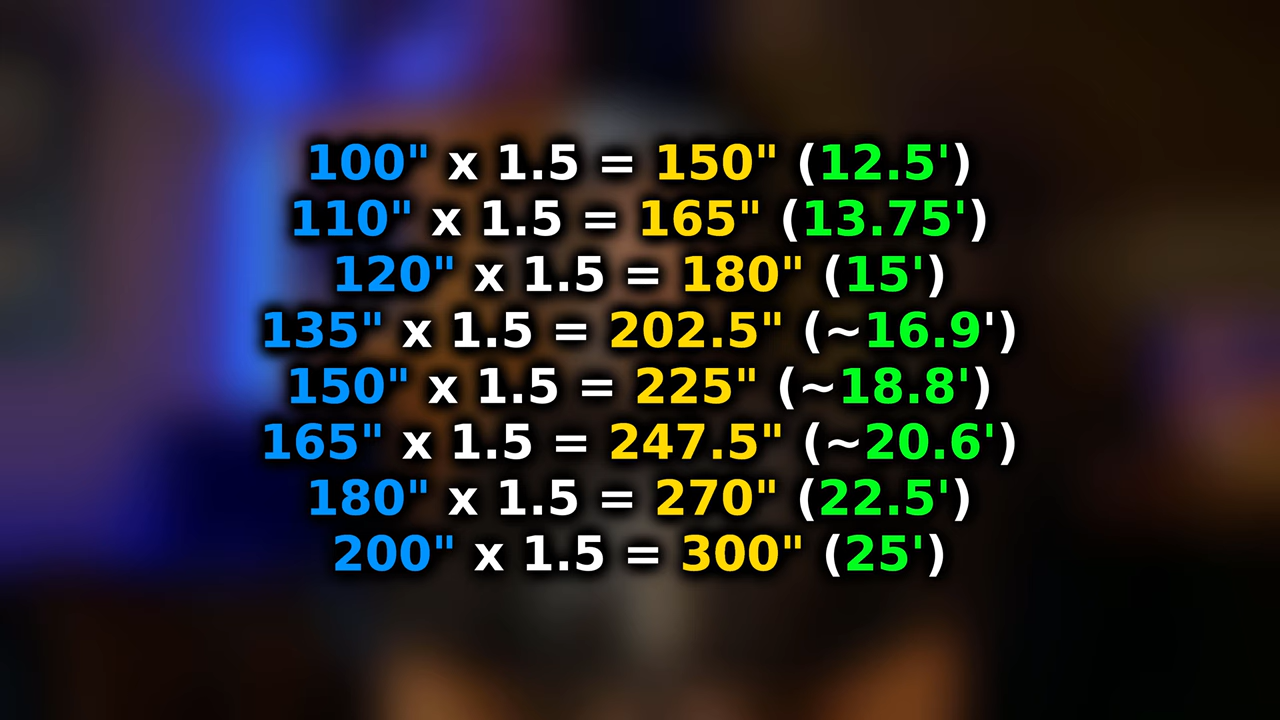 100" x 1.5 = 150" (12.5')
110" x 1.5 = 165" (13.75')
120" x 1.5 = 180" (15')
135" x 1.5 = 202.5" (~16.9')
150" x 1.5 = 225" (~18.8')
165" x 1.5 = 247.5" (~20.6')
180" x 1.5 = 270" (22.5')
200" x 1.5 = 300" (25')